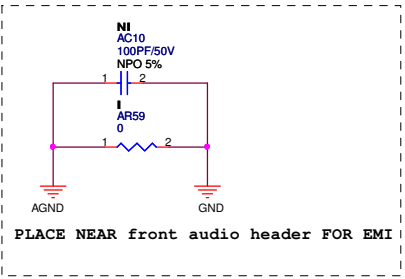 NI
AC10
100PF/50V
NPO 5%
1 2
I
AR59
0
1 2
AGND GND
PLACE NEAR front audio header FOR EMI